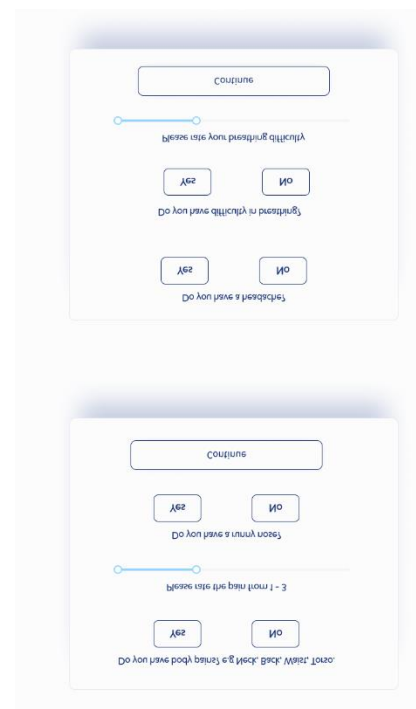 Do you have body pains? e.g Neck, Back, Waist, Torso.
Yes No
Please rate the pain from 1 - 3
Do you have a runny nose?
Yes No
Continue
Do you have a headache?
Yes No
Do you have difficulty in breathing?
Yes No
Please rate your breathing difficulty
Continue